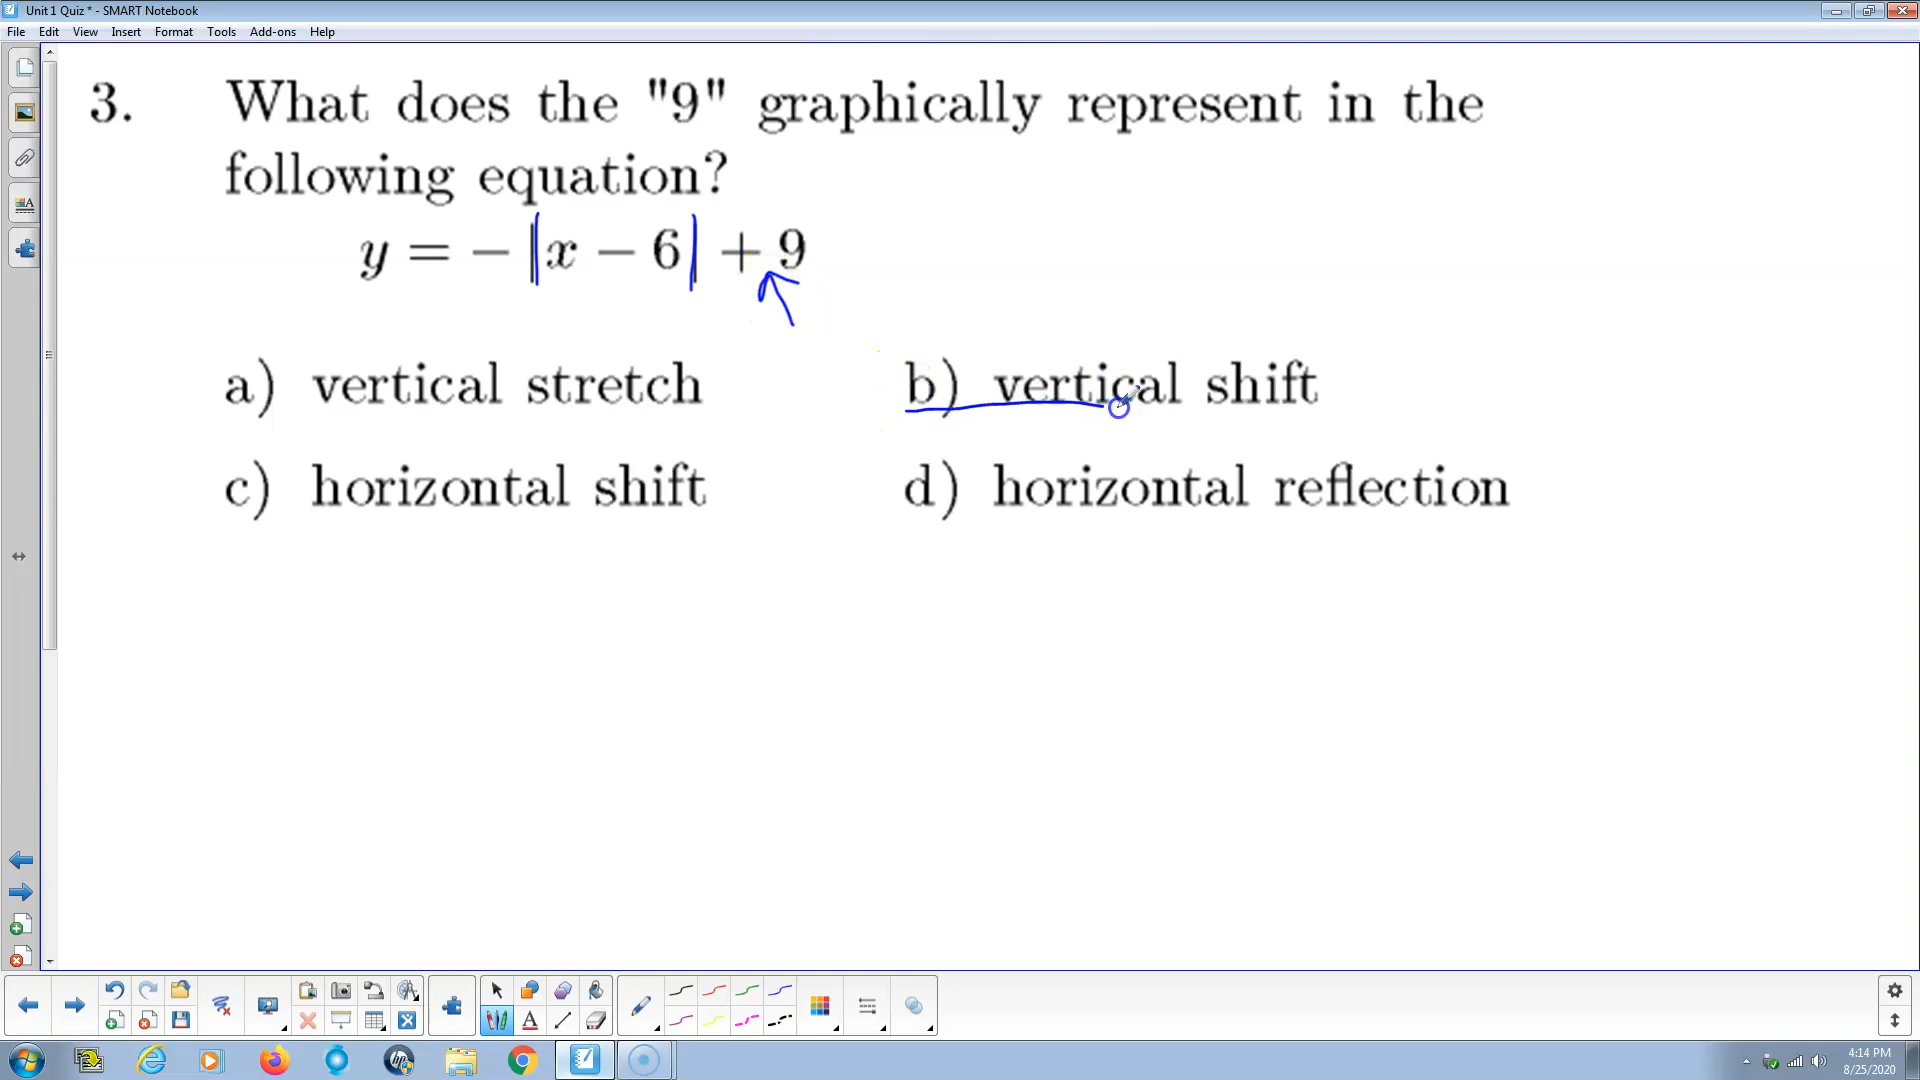 Unit 1 Quiz * - SMART Notebook
File Edit View Insert Format Tools Add-ons Help
3. What does the "9" graphically represent in the
following equation?
y = - |x - 6| + 9
a) vertical stretch b) vertical shift
c) horizontal shift d) horizontal reflection
4:14 PM
8/25/2020